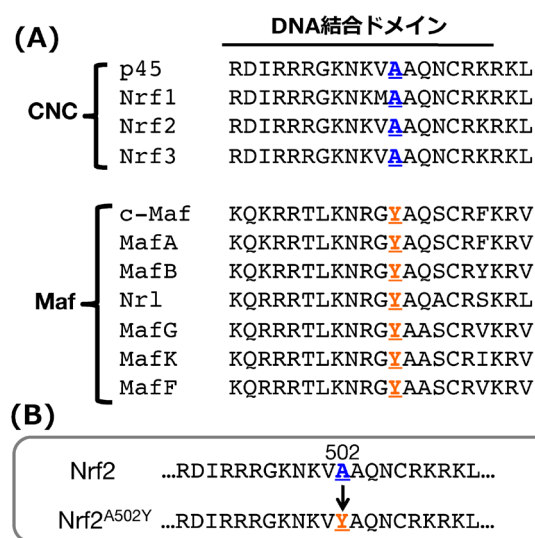 (A)
DNA結合ドメイン
CNC
p45 RDIRRRGKNKVAAQNCRKRKL
Nrf1 RDIRRRGKNKMAAQNCRKRKL
Nrf2 RDIRRRGKNKVAAQNCRKRKL
Nrf3 RDIRRRGKNKVAAQNCRKRKL
Maf
c-Maf KQKRRTLKNRGYAQSCRFKRV
MafA KQKRRTLKNRGYAQSCRFKRV
MafB KQKRRTLKNRGYAQSCRYKRV
Nrl KQRRRTLKNRGYAQACRSKRL
MafG KQRRRTLKNRGYAASCRVKRV
MafK KQRRRTLKNRGYAASCRIKRV
MafF KQRRRTLKNRGYAASCRVKRV
(B)
502
Nrf2 ...RDIRRRGKNKVAAQNCRKRKL...
Nrf2A502Y ...RDIRRRGKNKVYAQNCRKRKL...